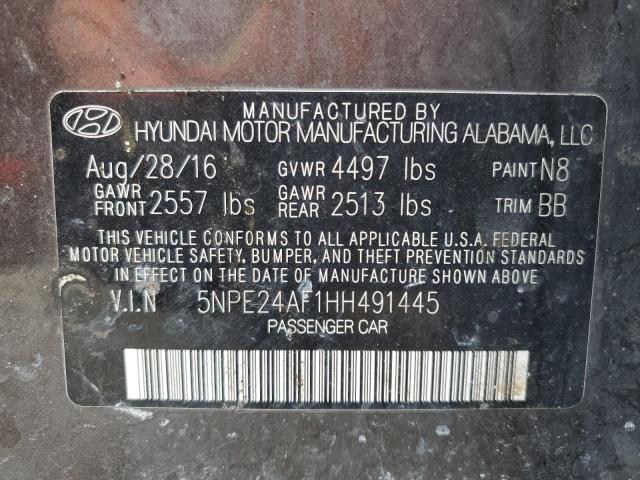 MANUFACTURED BY
HYUNDAI MOTOR MANUFACTURING ALABAMA, LLC
Aug/28/16 GVWR 4497 lbs PAINT N8
GAWR FRONT 2557 lbs GAWR REAR 2513 lbs TRIM BB
THIS VEHICLE CONFORMS TO ALL APPLICABLE U.S.A. FEDERAL
MOTOR VEHICLE SAFETY, BUMPER, AND THEFT PREVENTION STANDARDS
IN EFFECT ON THE DATE OF MANUFACTURE SHOWN ABOVE.
V.I.N 5NPE24AF1HH491445
PASSENGER CAR